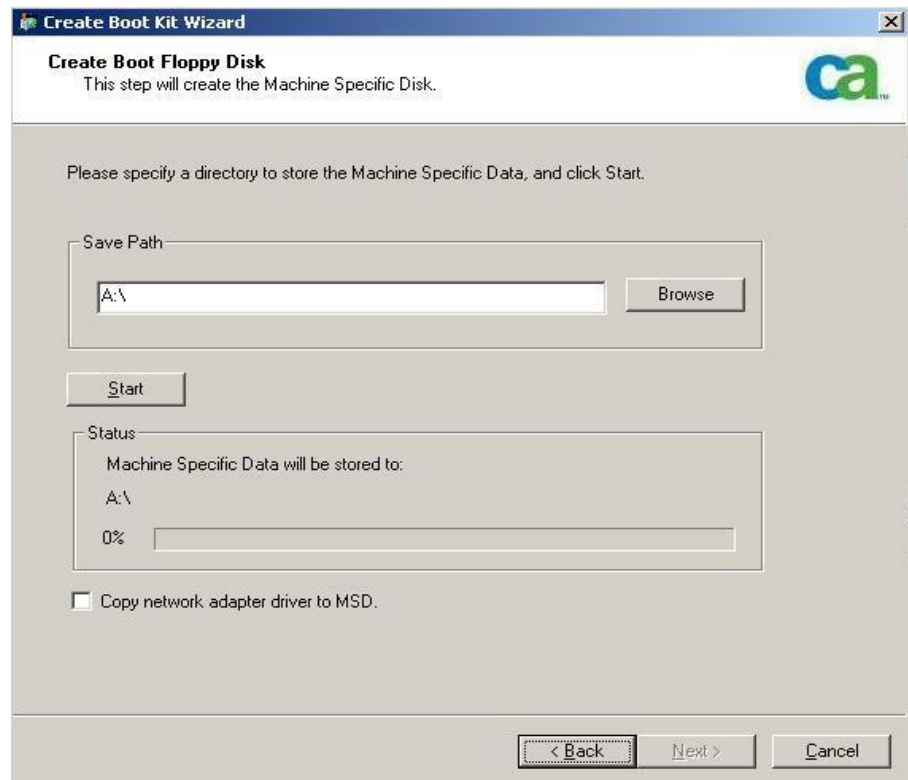 Create Boot Kit Wizard
Create Boot Floppy Disk
This step will create the Machine Specific Disk.
ca
Please specify a directory to store the Machine Specific Data, and click Start.
Save Path
A:\
Browse
Start
Status
Machine Specific Data will be stored to:
A:\
0%
Copy network adapter driver to MSD.
< Back
Next >
Cancel